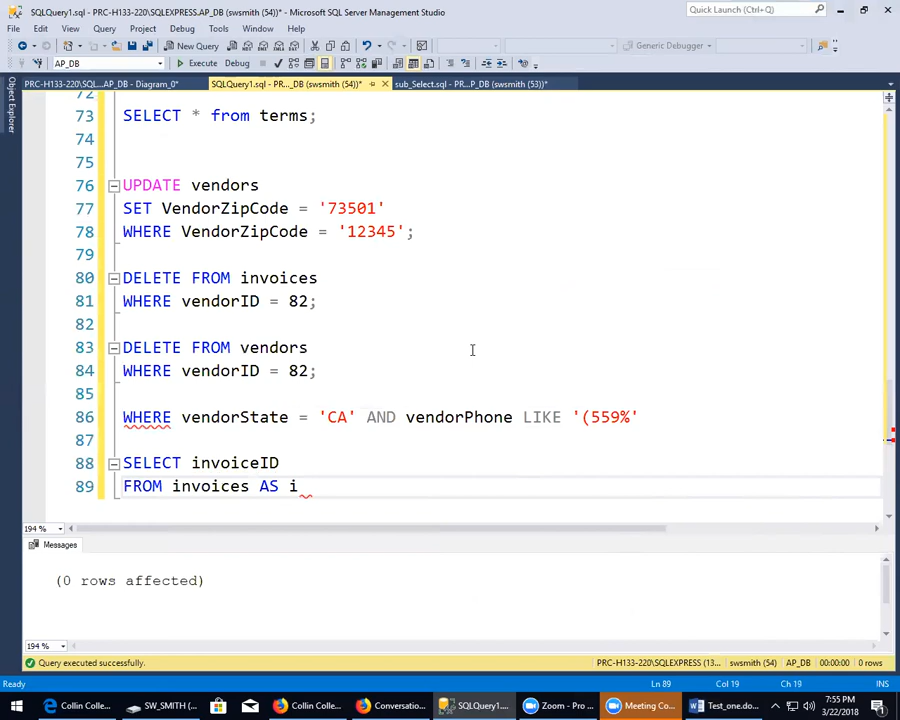 SQLQuery1.sql - PRC-H133-220\SQLEXPRESS.AP_DB (swsmith (54))* - Microsoft SQL Server Management Studio
Quick Launch (Ctrl+Q)
File Edit View Query Project Debug Tools Window Help
New Query
Generic Debugger
AP_DB
Execute Debug
PRC-H133-220\SQL...AP_DB - Diagram_0*
SQLQuery1.sql - PR..._DB (swsmith (54))*
sub_Select.sql - PR...P_DB (swsmith (53))*
Object Explorer
72
73 SELECT * from terms;
74
75
76 UPDATE vendors
77 SET VendorZipCode = '73501'
78 WHERE VendorZipCode = '12345';
79
80 DELETE FROM invoices
81 WHERE vendorID = 82;
82
83 DELETE FROM vendors
84 WHERE vendorID = 82;
85
86 WHERE vendorState = 'CA' AND vendorPhone LIKE '(559%'
87
88 SELECT invoiceID
89 FROM invoices AS i
194 %
Messages
(0 rows affected)
194 %
Query executed successfully.
PRC-H133-220\SQLEXPRESS (13... swsmith (54) AP_DB 00:00:00 0 rows
Ready
Ln 89 Col 19 Ch 19 INS
Collin Collec...
SW_SMITH (...
Collin Colle...
Conversatio...
SQLQuery1....
Zoom - Pro ...
Meeting Co...
Test_one.do...
7:55 PM
3/22/2018